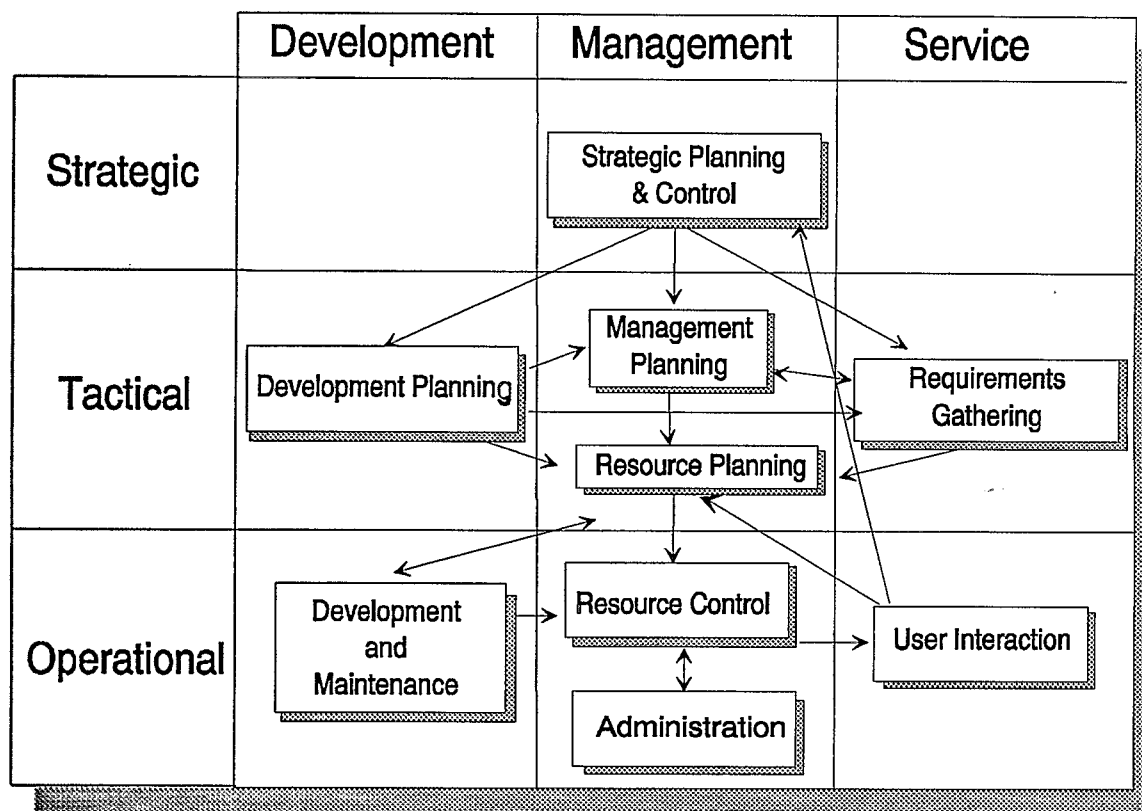 Development
Management
Service
Strategic
Strategic Planning
& Control
Tactical
Development Planning
Management
Planning
Requirements
Gathering
Resource Planning
Operational
Development
and
Maintenance
Resource Control
User Interaction
Administration